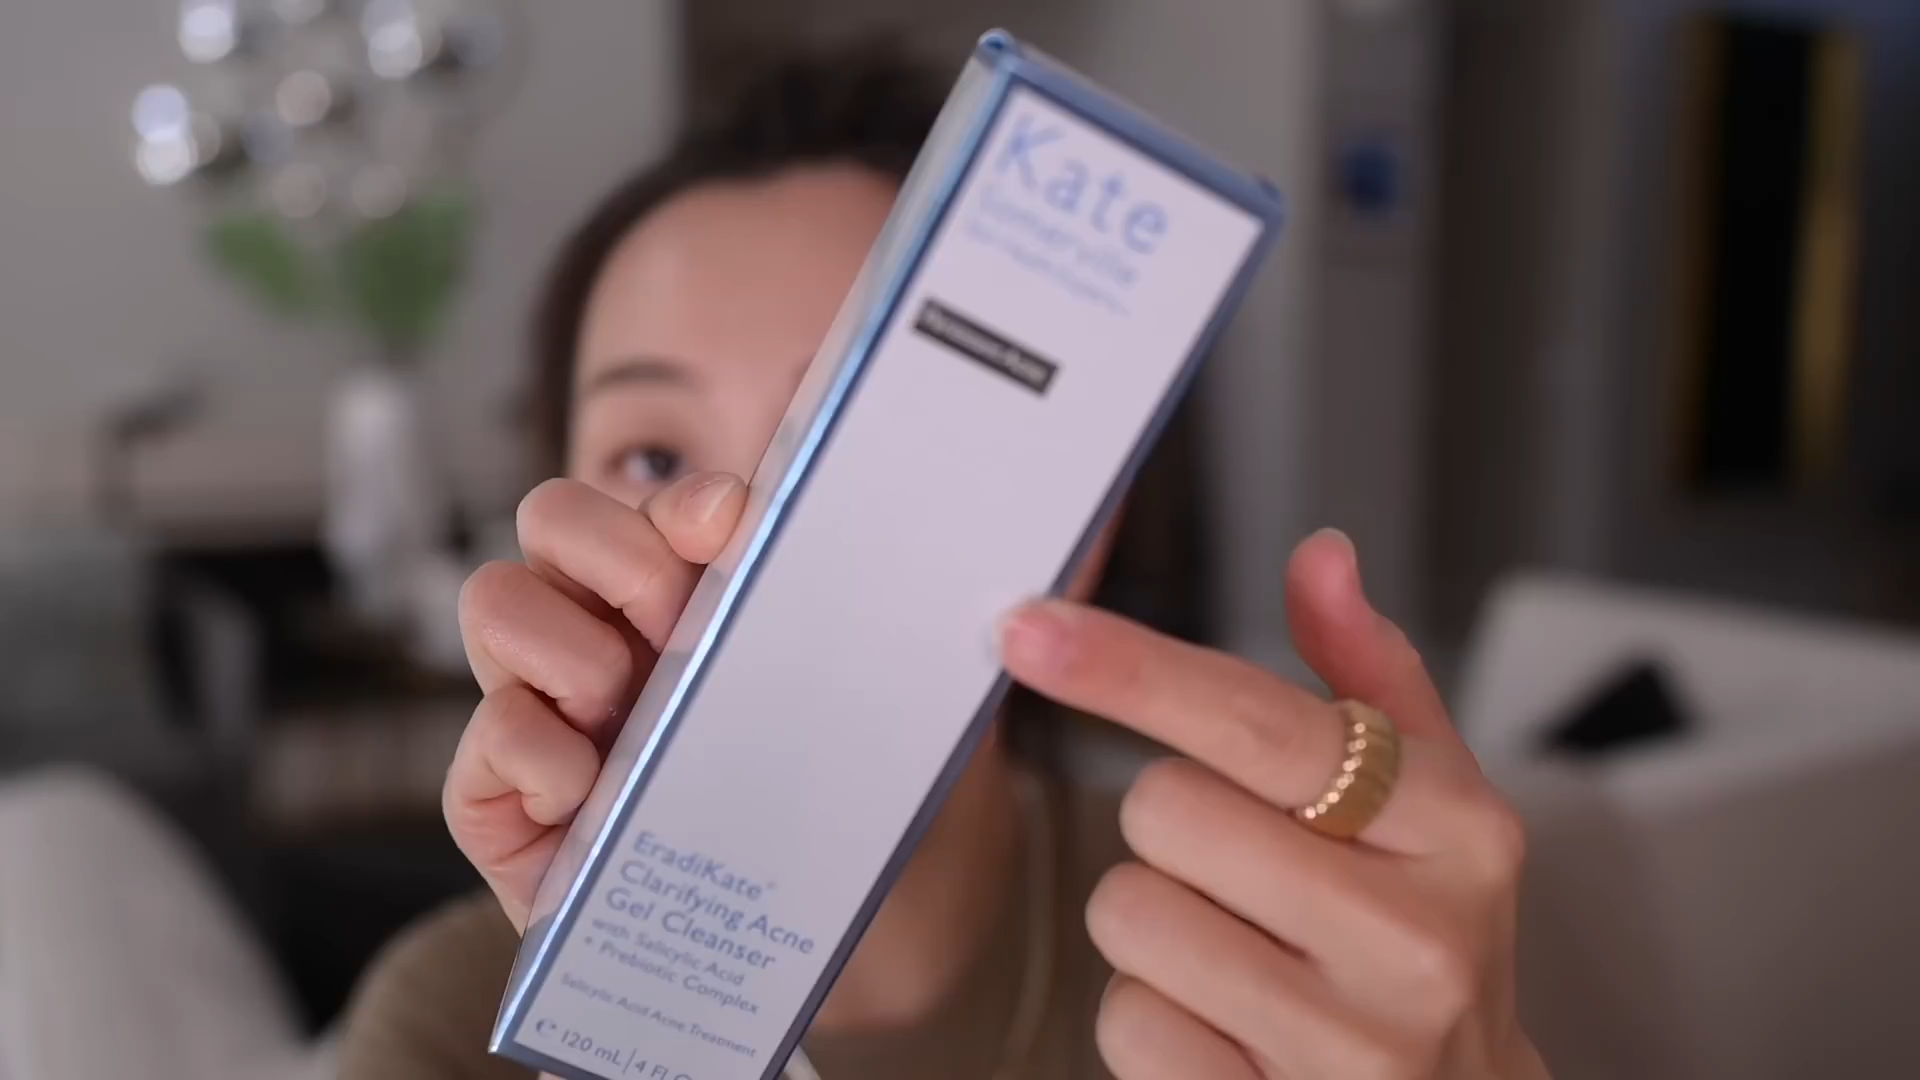 Kate
Somerville
EradiKate®
Clarifying Acne
Gel Cleanser
with Salicylic Acid
+ Prebiotic Complex
Salicylic Acid Acne Treatment
℮ 120 mL | 4 FL